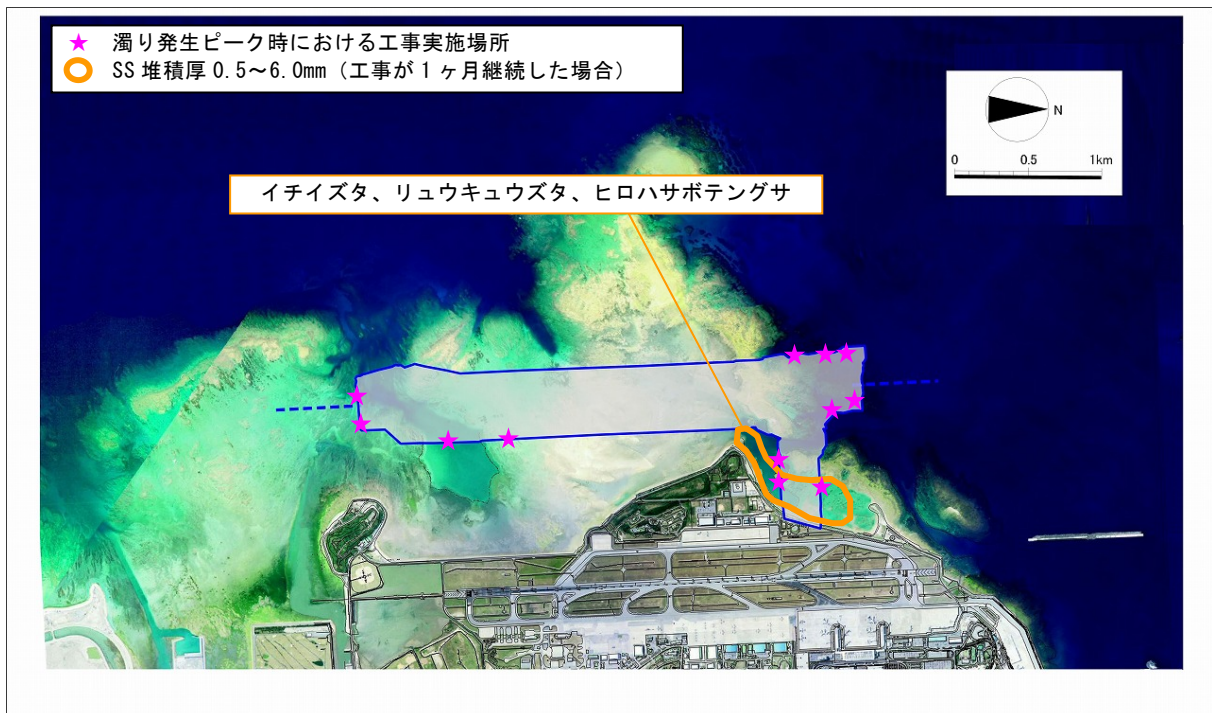 濁り発生ピーク時における工事実施場所
SS 堆積厚 0.5～6.0mm（工事が１ヶ月継続した場合）
N
0 0.5 1km
イチイズタ、リュウキュウズタ、ヒロハサボテングサ